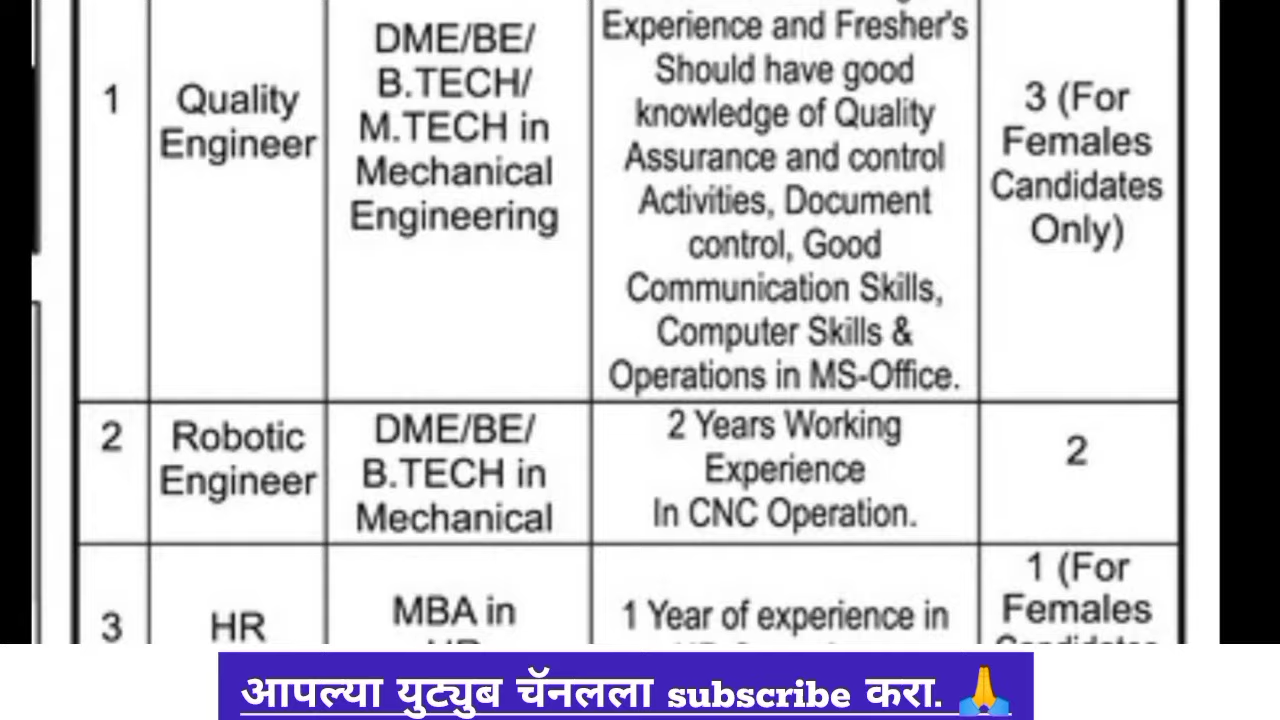 1
Quality
Engineer
DME/BE/
B.TECH/
M.TECH in
Mechanical
Engineering
Experience and Fresher's
Should have good
knowledge of Quality
Assurance and control
Activities, Document
control, Good
Communication Skills,
Computer Skills &
Operations in MS-Office.
3 (For
Females
Candidates
Only)
2
Robotic
Engineer
DME/BE/
B.TECH in
Mechanical
2 Years Working
Experience
In CNC Operation.
2
3
HR
MBA in
1 Year of experience in
1 (For
Females
आपल्या युट्युब चॅनलला subscribe करा. 🙏